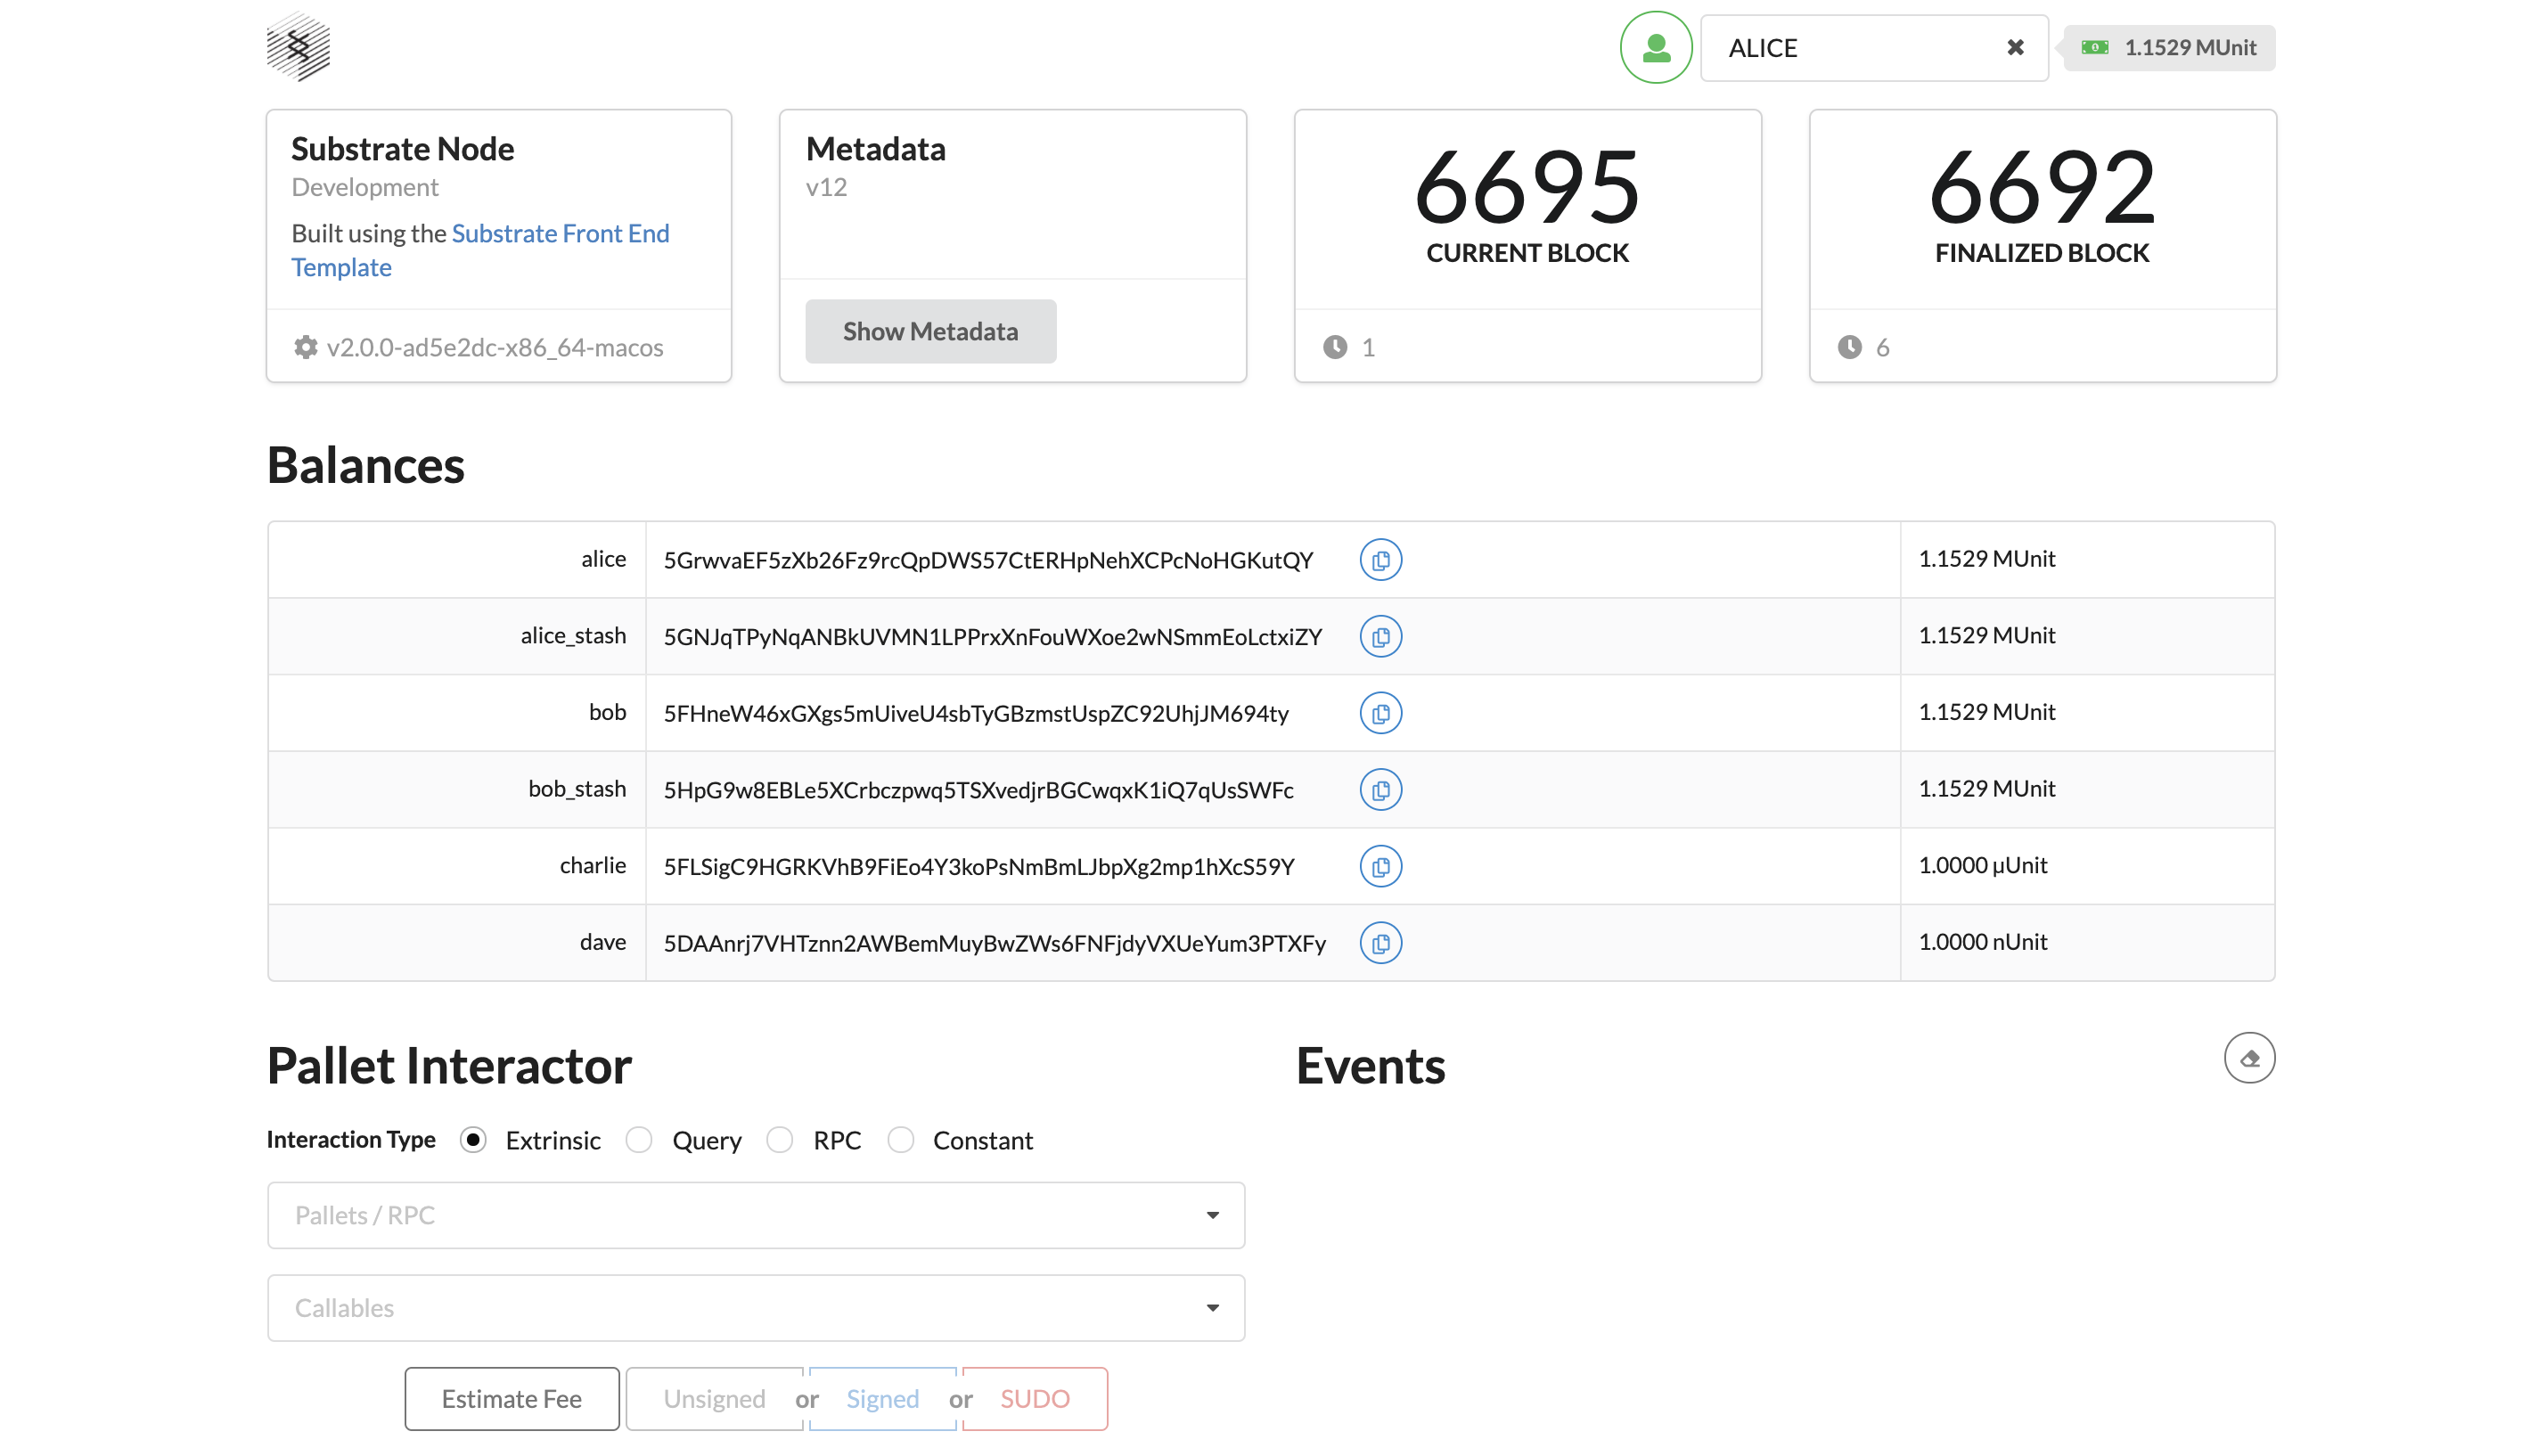 ALICE
1.1529 MUnit
Substrate Node
Development
Built using the Substrate Front End
Template
v2.0.0-ad5e2dc-x86_64-macos
Metadata
v12
Show Metadata
6695
CURRENT BLOCK
1
6692
FINALIZED BLOCK
6
Balances
alice 5GrwvaEF5zXb26Fz9rcQpDWS57CtERHpNehXCPcNoHGKutQY 1.1529 MUnit
alice_stash 5GNJqTPyNqANBkUVMN1LPPrxXnFouWXoe2wNSmmEoLctxiZY 1.1529 MUnit
bob 5FHneW46xGXgs5mUiveU4sbTyGBzmstUspZC92UhjJM694ty 1.1529 MUnit
bob_stash 5HpG9w8EBLe5XCrbczpwq5TSXvedjrBGCwqxK1iQ7qUsSWFc 1.1529 MUnit
charlie 5FLSigC9HGRKVhB9FiEo4Y3koPsNmBmLJbpXg2mp1hXcS59Y 1.0000 µUnit
dave 5DAAnrj7VHTznn2AWBemMuyBwZWs6FNFjdyVXUeYum3PTXFy 1.0000 nUnit
Pallet Interactor
Interaction Type Extrinsic Query RPC Constant
Pallets / RPC
Callables
Estimate Fee Unsigned or Signed or SUDO
Events